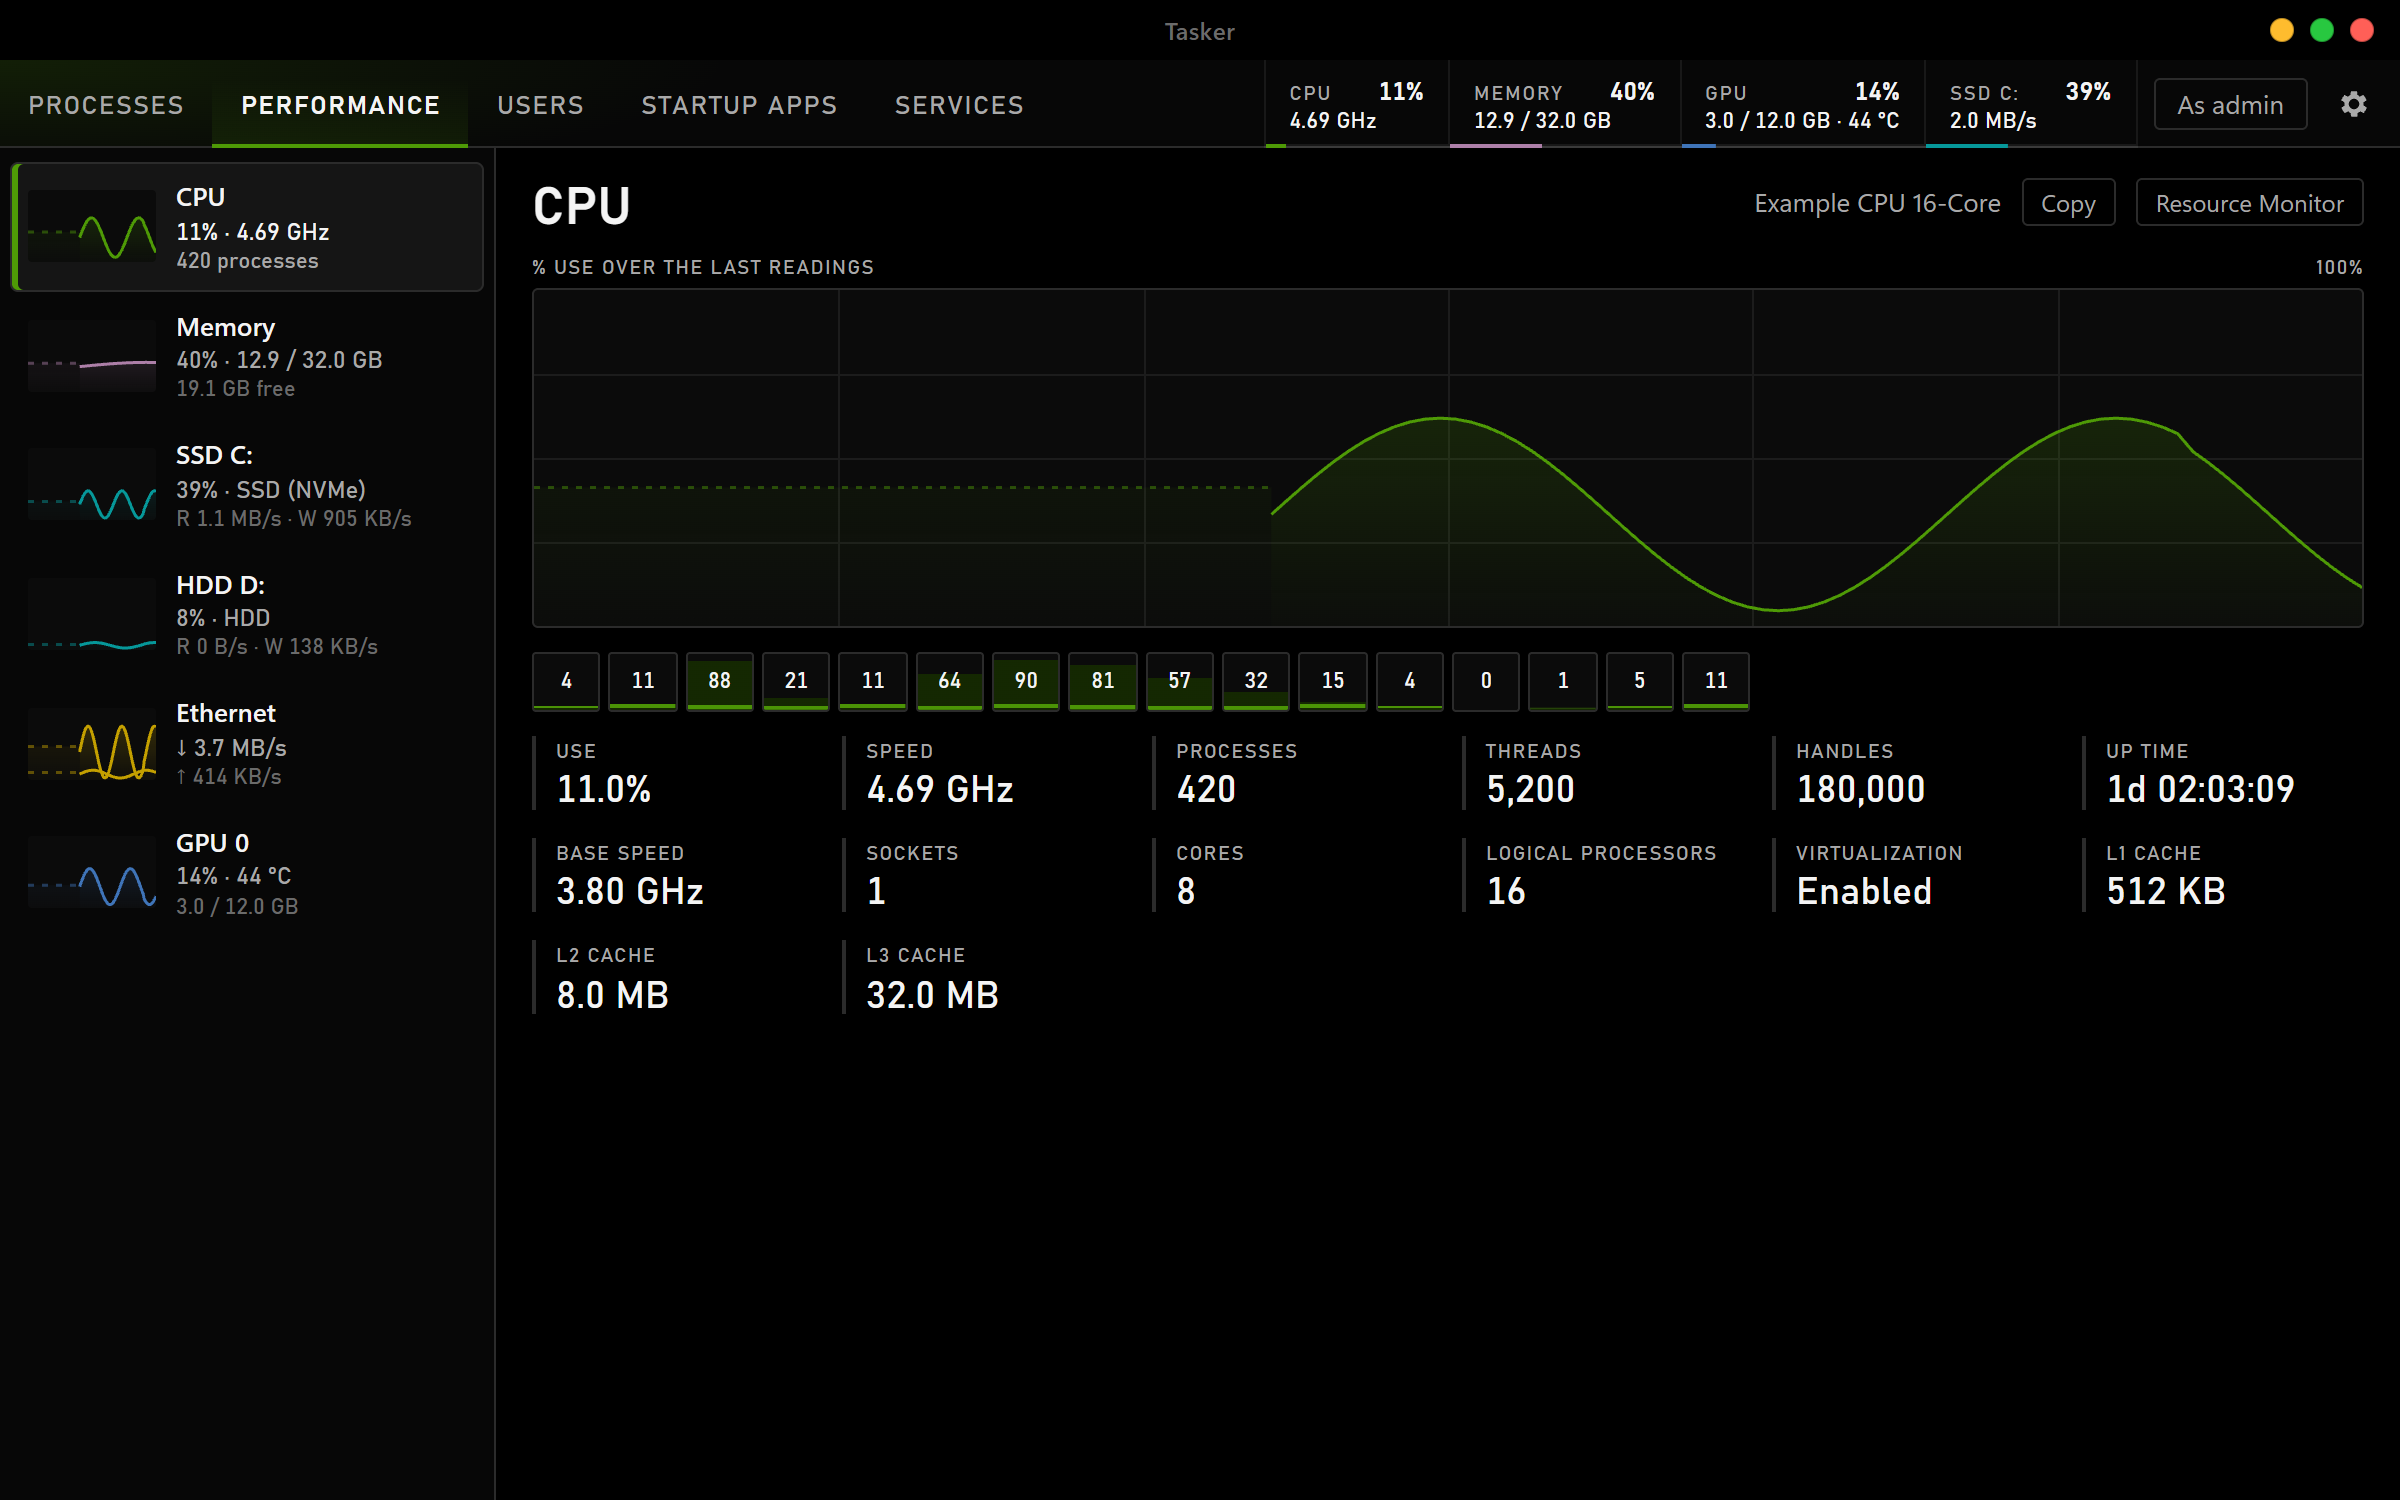 Tasker
PROCESSES PERFORMANCE USERS STARTUP APPS SERVICES
CPU 11%
4.69 GHz
MEMORY 40%
12.9 / 32.0 GB
GPU 14%
3.0 / 12.0 GB · 44 °C
SSD C: 39%
2.0 MB/s
As admin
CPU
11% · 4.69 GHz
420 processes
Memory
40% · 12.9 / 32.0 GB
19.1 GB free
SSD C:
39% · SSD (NVMe)
R 1.1 MB/s · W 905 KB/s
HDD D:
8% · HDD
R 0 B/s · W 138 KB/s
Ethernet
↓ 3.7 MB/s
↑ 414 KB/s
GPU 0
14% · 44 °C
3.0 / 12.0 GB
CPU
Example CPU 16-Core
Copy
Resource Monitor
% USE OVER THE LAST READINGS 100%
4 11 88 21 11 64 90 81 57 32 15 4 0 1 5 11
USE
11.0%
SPEED
4.69 GHz
PROCESSES
420
THREADS
5,200
HANDLES
180,000
UP TIME
1d 02:03:09
BASE SPEED
3.80 GHz
SOCKETS
1
CORES
8
LOGICAL PROCESSORS
16
VIRTUALIZATION
Enabled
L1 CACHE
512 KB
L2 CACHE
8.0 MB
L3 CACHE
32.0 MB